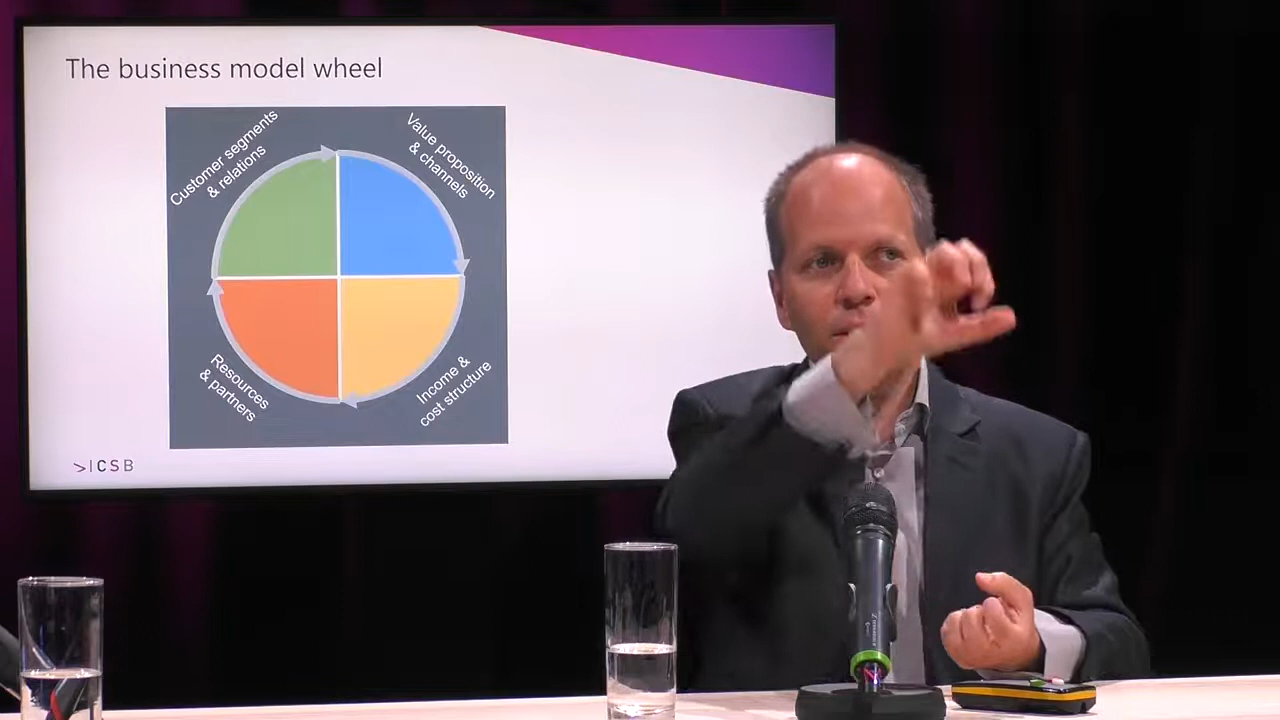 The business model wheel
Customer segments
& relations
Value proposition
& channels
Resources
& partners
Income &
cost structure
>ICSB